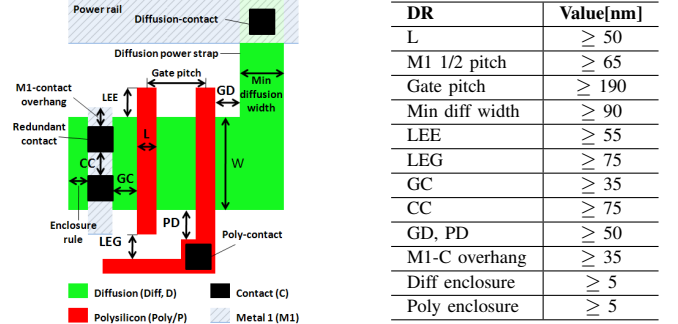 Power rail
Diffusion-contact
Diffusion power strap
Gate pitch
M1-contact
overhang
LEE
GD
Min
diffusion
width
Redundant
contact
L
CC
GC
W
PD
Enclosure
rule
LEG
Poly-contact
Diffusion (Diff, D)
Contact (C)
Polysilicon (Poly/P)
Metal 1 (M1)
DR Value[nm]
L ≥ 50
M1 1/2 pitch ≥ 65
Gate pitch ≥ 190
Min diff width ≥ 90
LEE ≥ 55
LEG ≥ 75
GC ≥ 35
CC ≥ 75
GD, PD ≥ 50
M1-C overhang ≥ 35
Diff enclosure ≥ 5
Poly enclosure ≥ 5